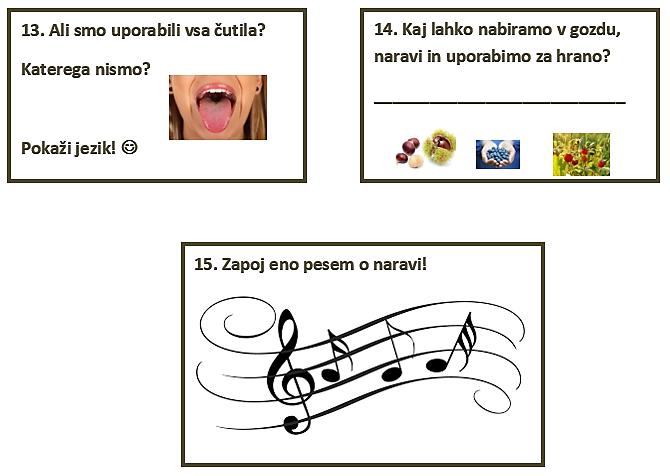 13. Ali smo uporabili vsa čutila?
Katerega nismo?
Pokaži jezik! ☺
14. Kaj lahko nabiramo v gozdu,
naravi in uporabimo za hrano?
____________________________
15. Zapoj eno pesem o naravi!